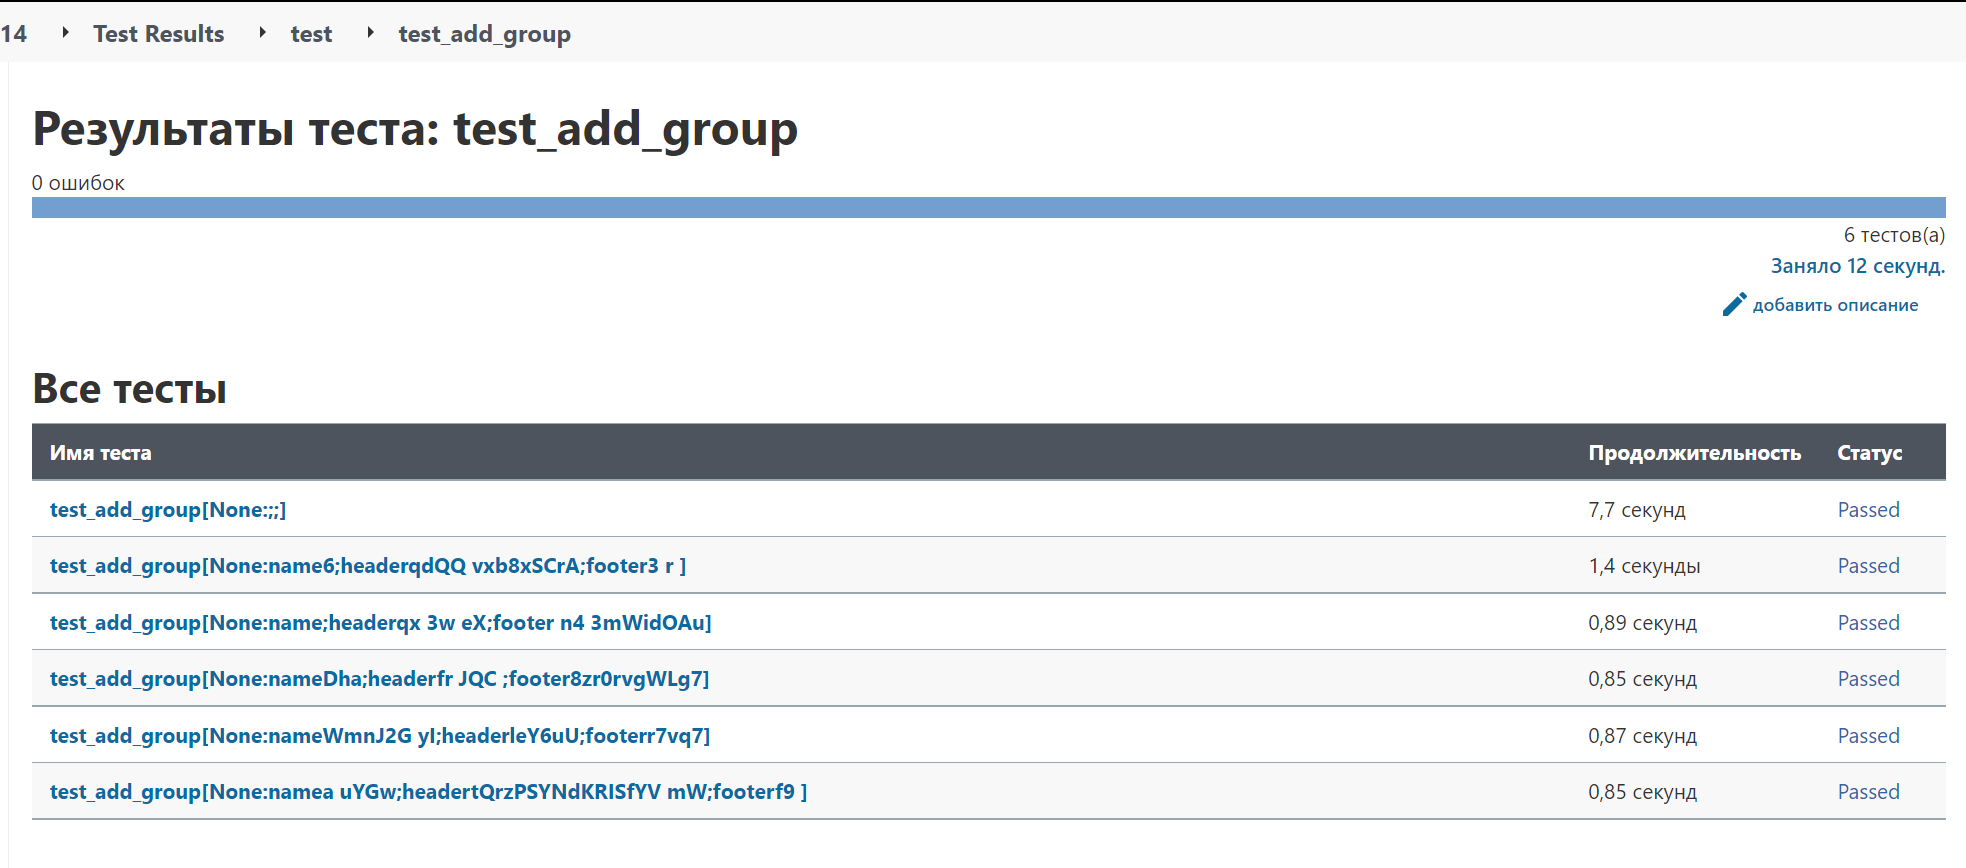 14 Test Results test test_add_group
Результаты теста: test_add_group
0 ошибок
6 тестов(а)
Заняло 12 секунд.
добавить описание
Все тесты
Имя теста Продолжительность Статус
test_add_group[None:;;] 7,7 секунд Passed
test_add_group[None:name6;headerqdQQ vxb8xSCrA;footer3 r ] 1,4 секунды Passed
test_add_group[None:name;headerqx 3w eX;footer n4 3mWidOAu] 0,89 секунд Passed
test_add_group[None:nameDha;headerfr JQC ;footer8zr0rvgWLg7] 0,85 секунд Passed
test_add_group[None:nameWmnJ2G yI;headerleY6uU;footerr7vq7] 0,87 секунд Passed
test_add_group[None:namea uYGw;headertQrzPSYNdKRISfYV mW;footerf9 ] 0,85 секунд Passed